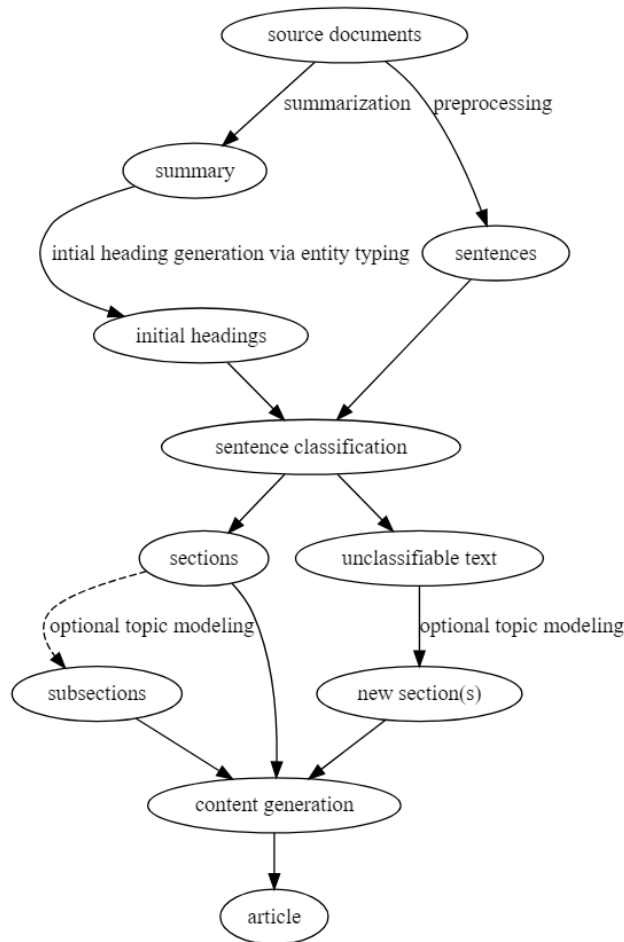 source documents
summarization
preprocessing
summary
intial heading generation via entity typing
sentences
initial headings
sentence classification
sections
unclassifiable text
optional topic modeling
optional topic modeling
subsections
new section(s)
content generation
article